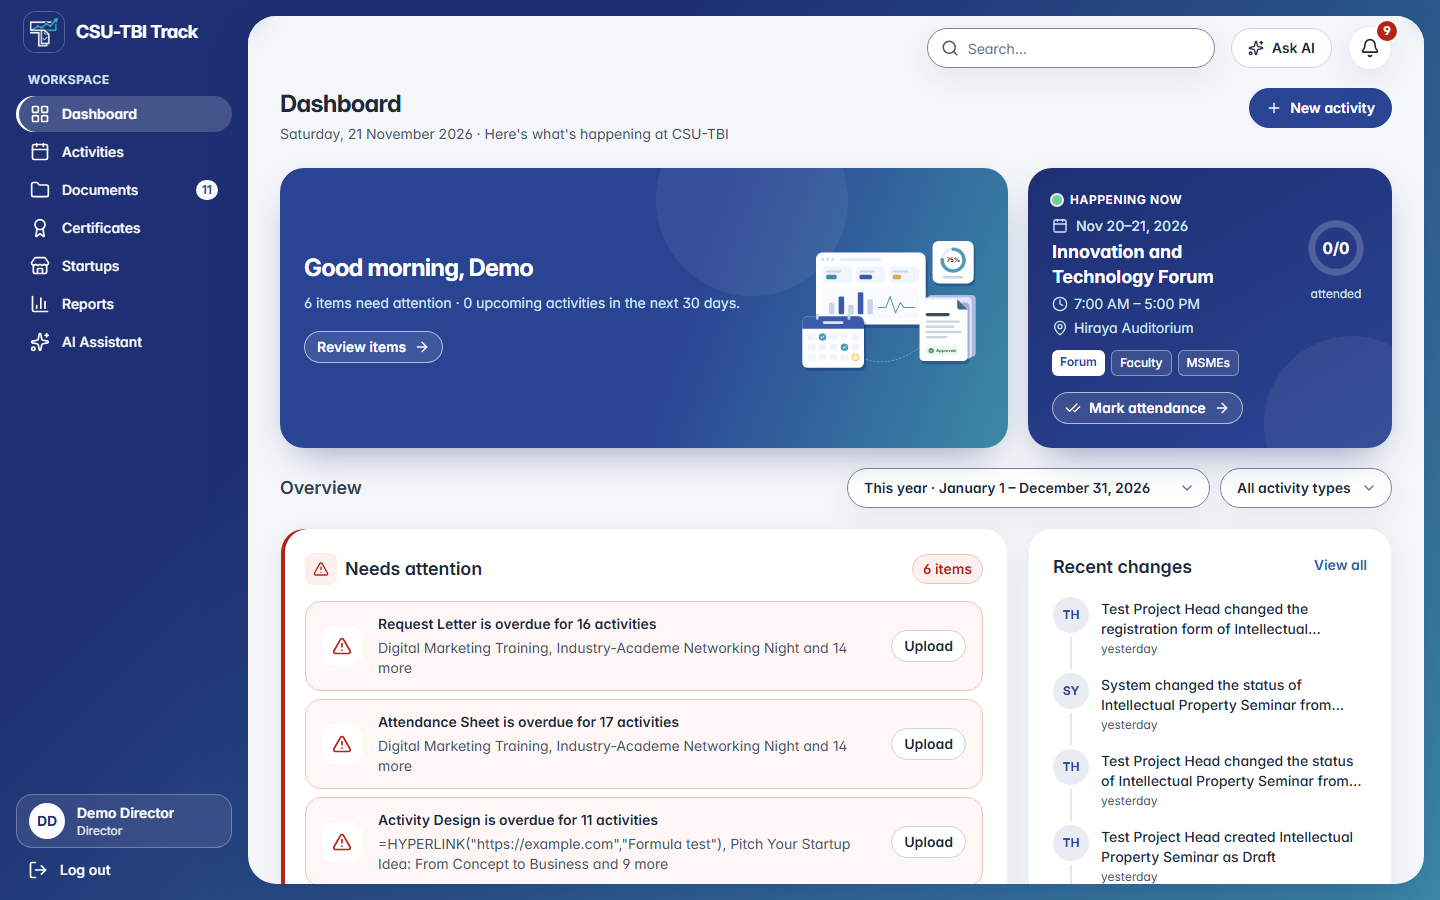 CSU-TBI Track
WORKSPACE
Dashboard
Activities
Documents 11
Certificates
Startups
Reports
AI Assistant
DD
Demo Director
Director
Log out
Search...
Ask AI
9
Dashboard
Saturday, 21 November 2026 · Here's what's happening at CSU-TBI
New activity
Good morning, Demo
6 items need attention · 0 upcoming activities in the next 30 days.
Review items
75%
Approved
HAPPENING NOW
Nov 20–21, 2026
Innovation and
Technology Forum
7:00 AM – 5:00 PM
Hiraya Auditorium
Forum Faculty MSMEs
Mark attendance
0/0
attended
Overview
This year · January 1 – December 31, 2026
All activity types
Needs attention
6 items
Request Letter is overdue for 16 activities
Digital Marketing Training, Industry-Academe Networking Night and 14
more
Upload
Attendance Sheet is overdue for 17 activities
Digital Marketing Training, Industry-Academe Networking Night and 14
more
Upload
Activity Design is overdue for 11 activities
=HYPERLINK("https://example.com","Formula test"), Pitch Your Startup
Idea: From Concept to Business and 9 more
Upload
Recent changes
View all
TH
Test Project Head changed the
registration form of Intellectual...
yesterday
SY
System changed the status of
Intellectual Property Seminar from...
yesterday
TH
Test Project Head changed the status
of Intellectual Property Seminar from...
yesterday
TH
Test Project Head created Intellectual
Property Seminar as Draft
yesterday